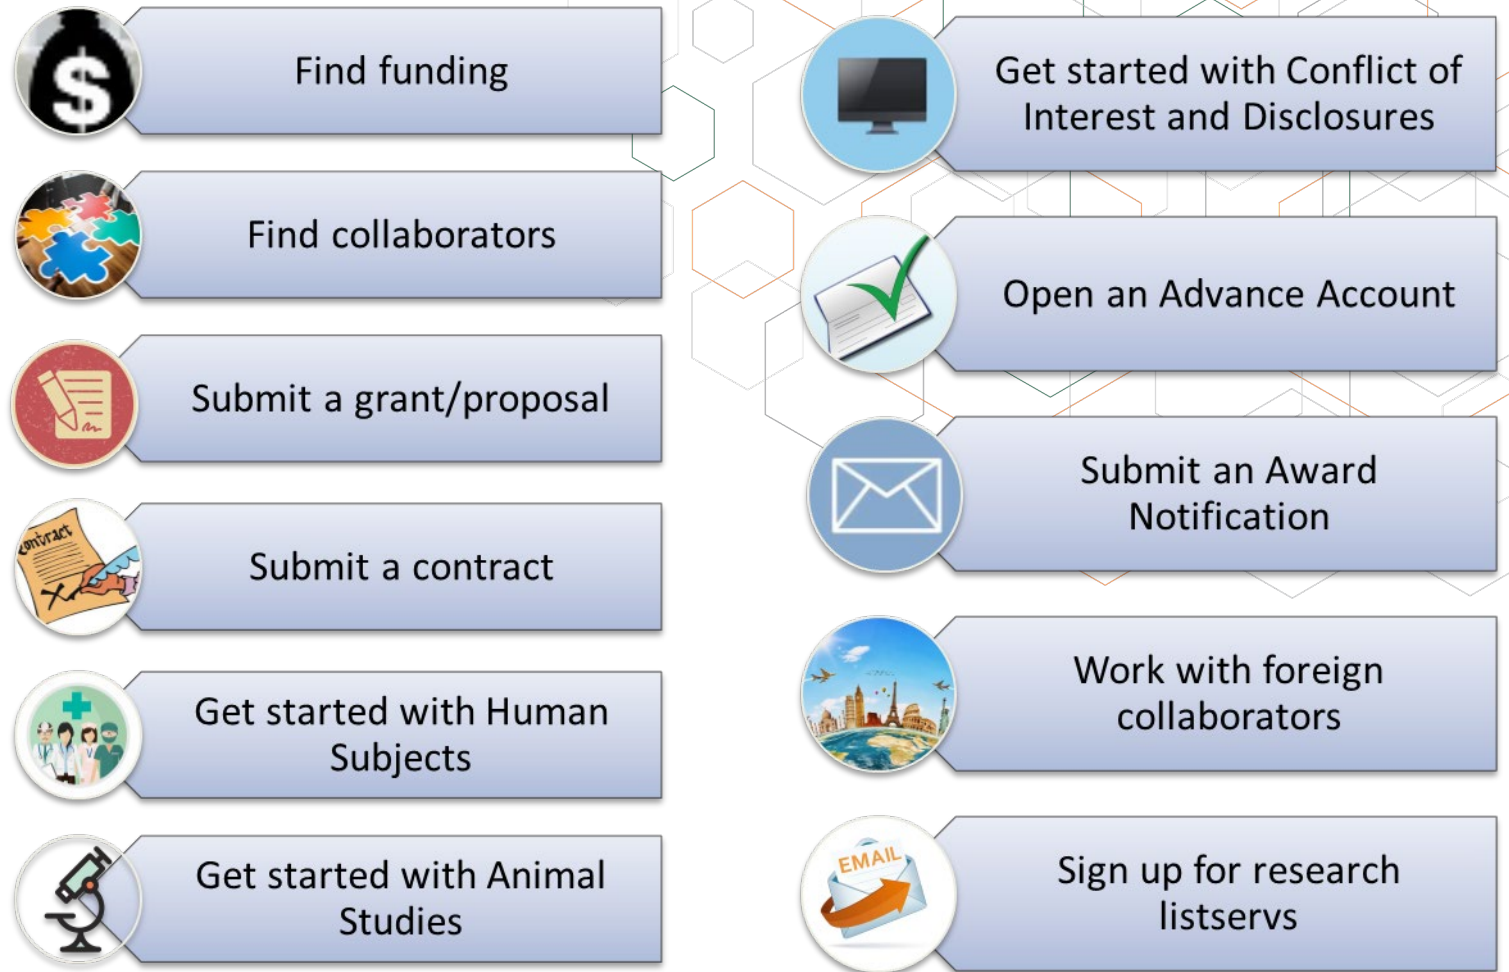 $
Find funding
Find collaborators
Submit a grant/proposal
contract
X
Submit a contract
Get started with Human
Subjects
Get started with Animal
Studies
Get started with Conflict of
Interest and Disclosures
Open an Advance Account
Submit an Award
Notification
Work with foreign
collaborators
EMAIL
Sign up for research
listservs